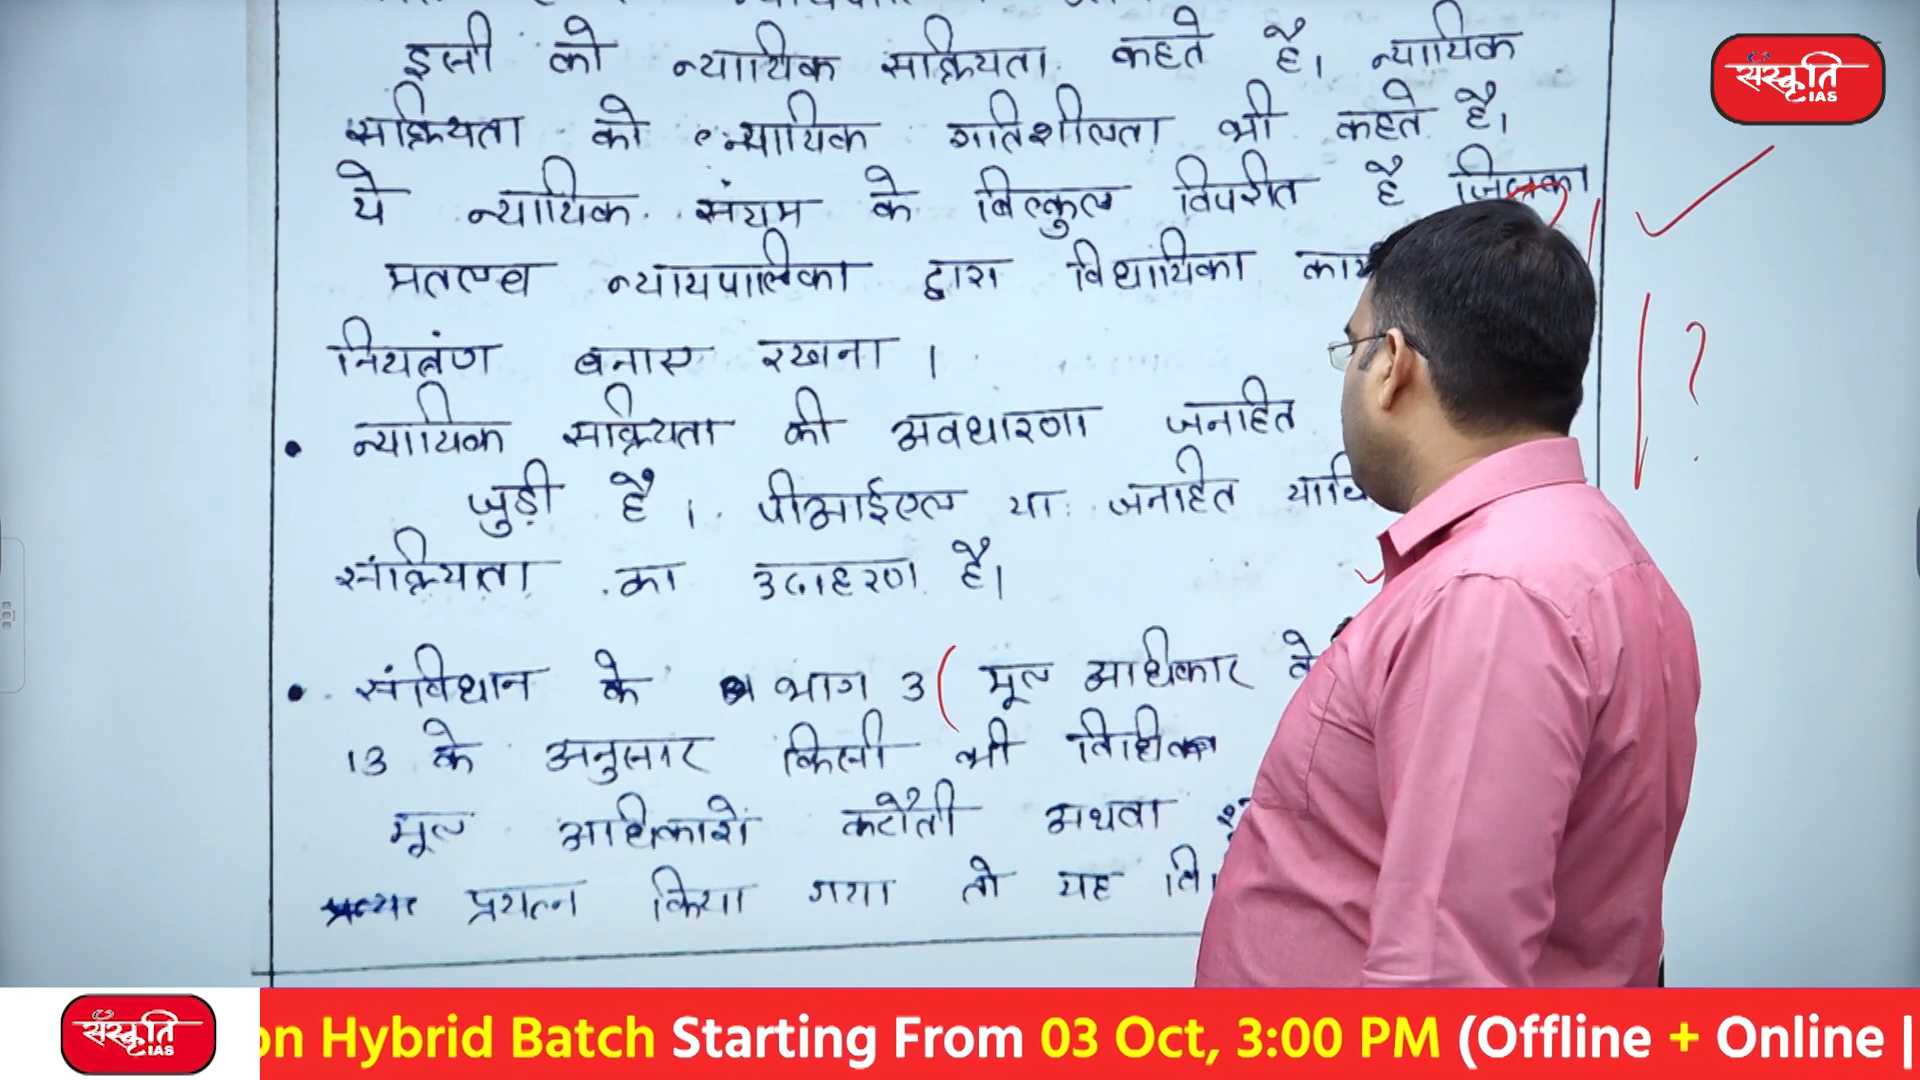 इसी को न्यायिक सक्रियता कहते है। न्यायिक
संस्कृति
IAS
सक्रियता को न्यायिक गतिशीलता भी कहते है।
ये न्यायिक संयम के बिल्कुल विपरीत है जिसका
मतलब न्यायपालिका द्वारा विधायिका
नियत्रंण बनाए रखना ।
?
• न्यायिक सक्रियता की अवधारणा जनहित
जुड़ी है । पीआईएल या जनहित
सक्रियता का उदाहरण है।
• संविधान के भाग 3 ( मूल अधिकार के
13 के अनुसार किसी भी
मूल अधिकारो कटौती अथवा
प्रयत्न किया गया तो यह
संस्कृति
IAS
on Hybrid Batch Starting From 03 Oct, 3:00 PM (Offline + Online |